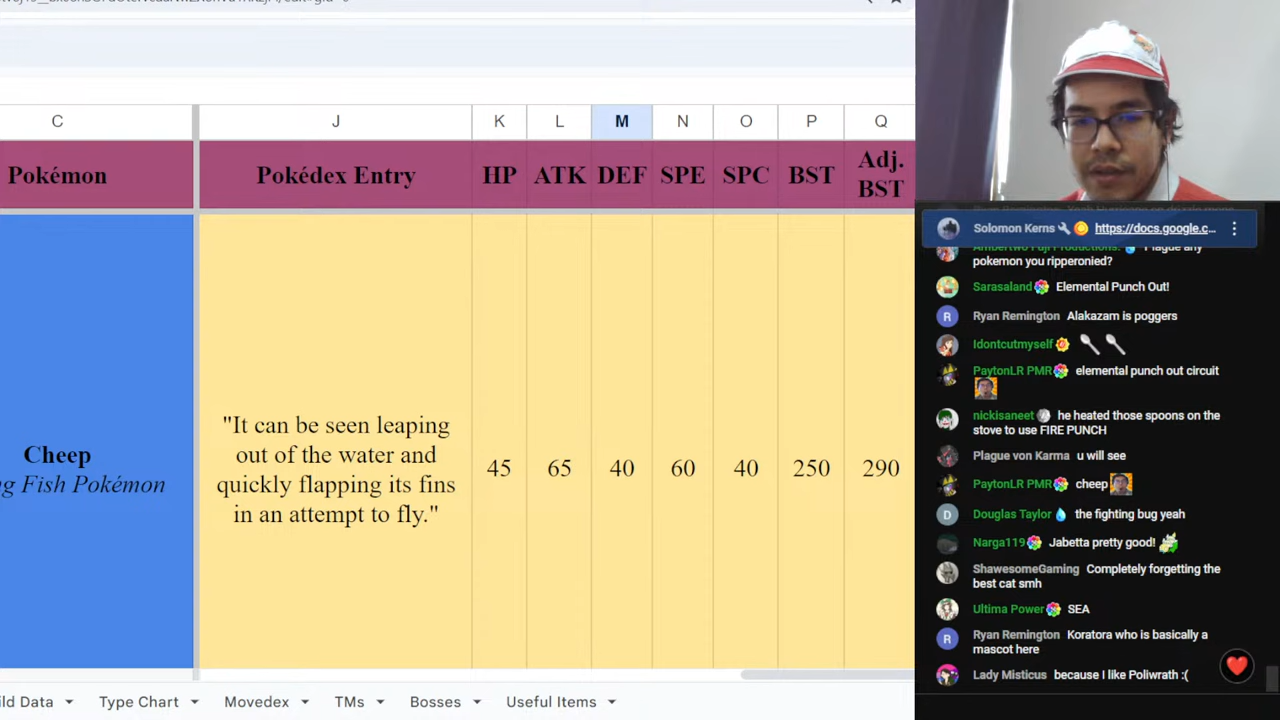 C J K L M N O P Q
Pokémon Pokédex Entry HP ATK DEF SPE SPC BST Adj. BST
Cheep
ng Fish Pokémon
"It can be seen leaping
out of the water and
quickly flapping its fins
in an attempt to fly."
45 65 40 60 40 250 290
ild Data Type Chart Movedex TMs Bosses Useful Items
Solomon Kerns https://docs.google.c...
Plague any
pokemon you ripperonied?
Sarasaland Elemental Punch Out!
Ryan Remington Alakazam is poggers
Idontcutmyself
PaytonLR PMR elemental punch out circuit
nickisaneet he heated those spoons on the
stove to use FIRE PUNCH
Plague von Karma u will see
PaytonLR PMR cheep
Douglas Taylor the fighting bug yeah
Narga119 Jabetta pretty good!
ShawesomeGaming Completely forgetting the
best cat smh
Ultima Power SEA
Ryan Remington Koratora who is basically a
mascot here
Lady Misticus because I like Poliwrath :(